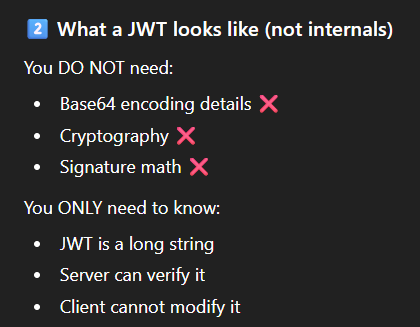 2️⃣ What a JWT looks like (not internals)
You DO NOT need:
• Base64 encoding details ❌
• Cryptography ❌
• Signature math ❌
You ONLY need to know:
• JWT is a long string
• Server can verify it
• Client cannot modify it